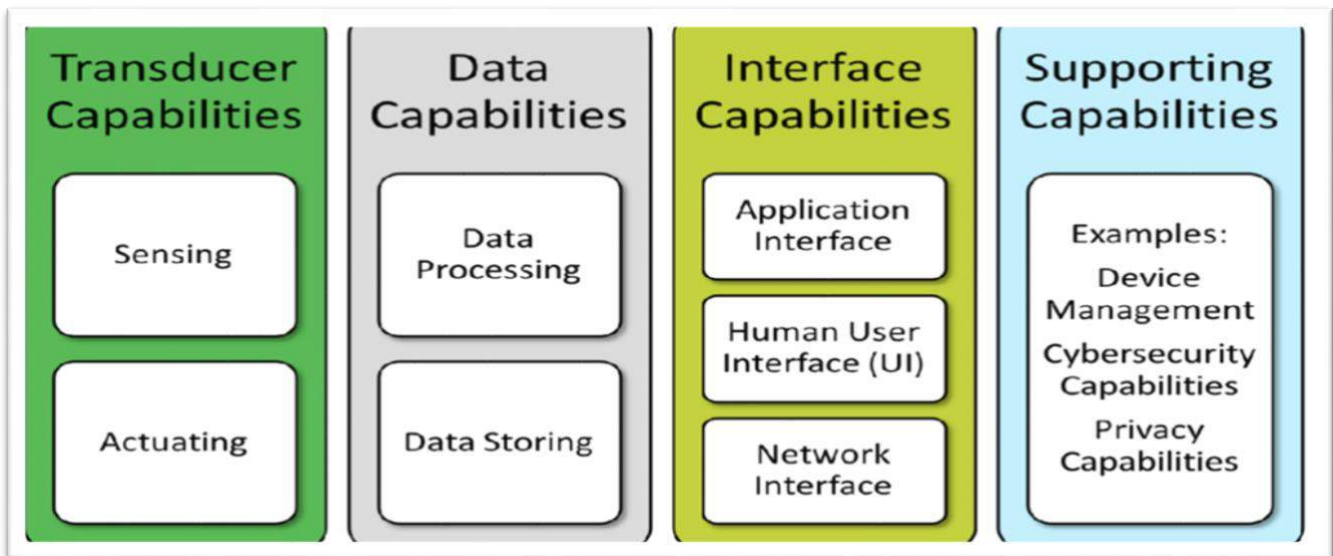 Transducer
Capabilities
Sensing
Actuating
Data
Capabilities
Data
Processing
Data Storing
Interface
Capabilities
Application
Interface
Human User
Interface (UI)
Network
Interface
Supporting
Capabilities
Examples:
Device
Management
Cybersecurity
Capabilities
Privacy
Capabilities